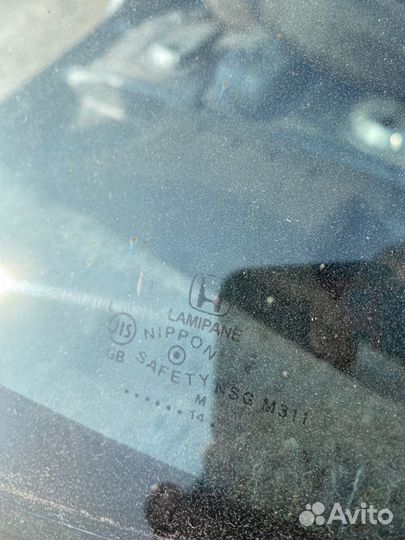 LAMIPANE
L
JIS NIPPON
GB SAFETY NSG M311
M
......14.
Avito